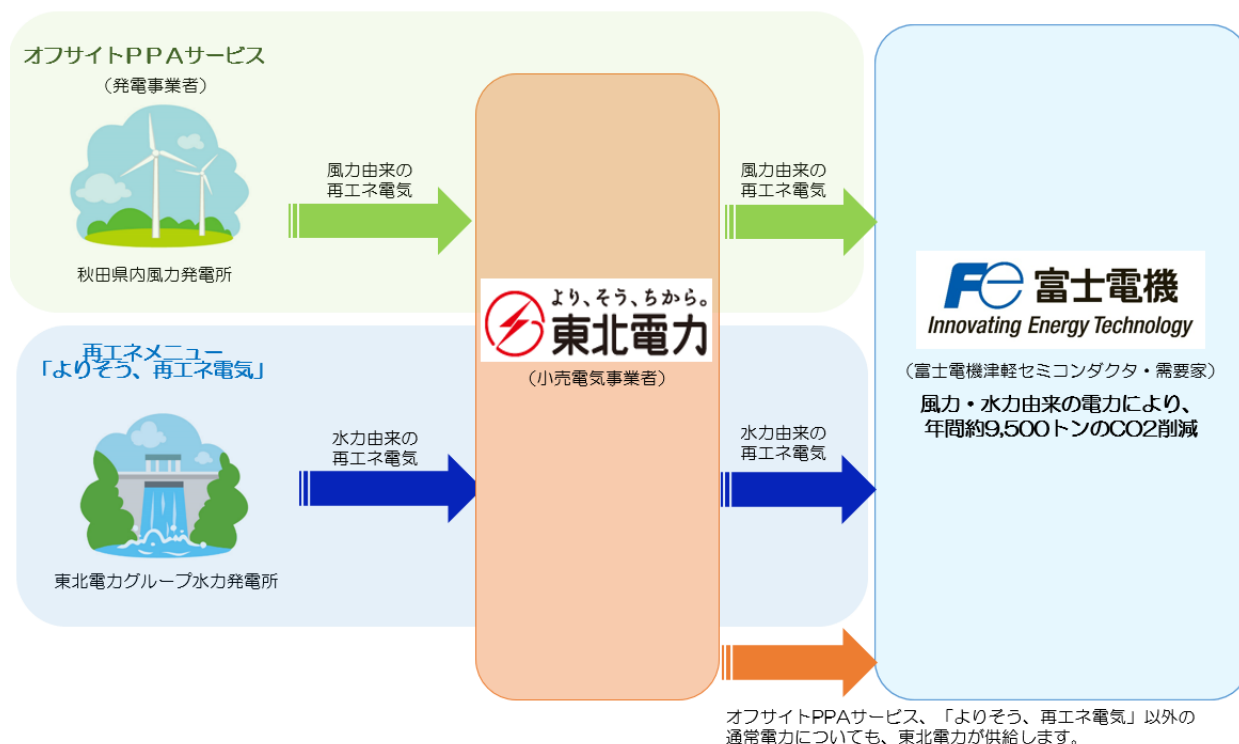 オフサイトPPAサービス
（発電事業者）
風力由来の
再エネ電気
風力由来の
再エネ電気
秋田県内風力発電所
より、そう、ちから。
東北電力
（小売電気事業者）
Fe 富士電機
Innovating Energy Technology
（富士電機津軽セミコンダクタ・需要家）
風力・水力由来の電力により、
年間約9,500トンのCO2削減
再エネメニュー
「よりそう、再エネ電気」
水力由来の
再エネ電気
水力由来の
再エネ電気
東北電力グループ水力発電所
オフサイトPPAサービス、「よりそう、再エネ電気」以外の
通常電力についても、東北電力が供給します。